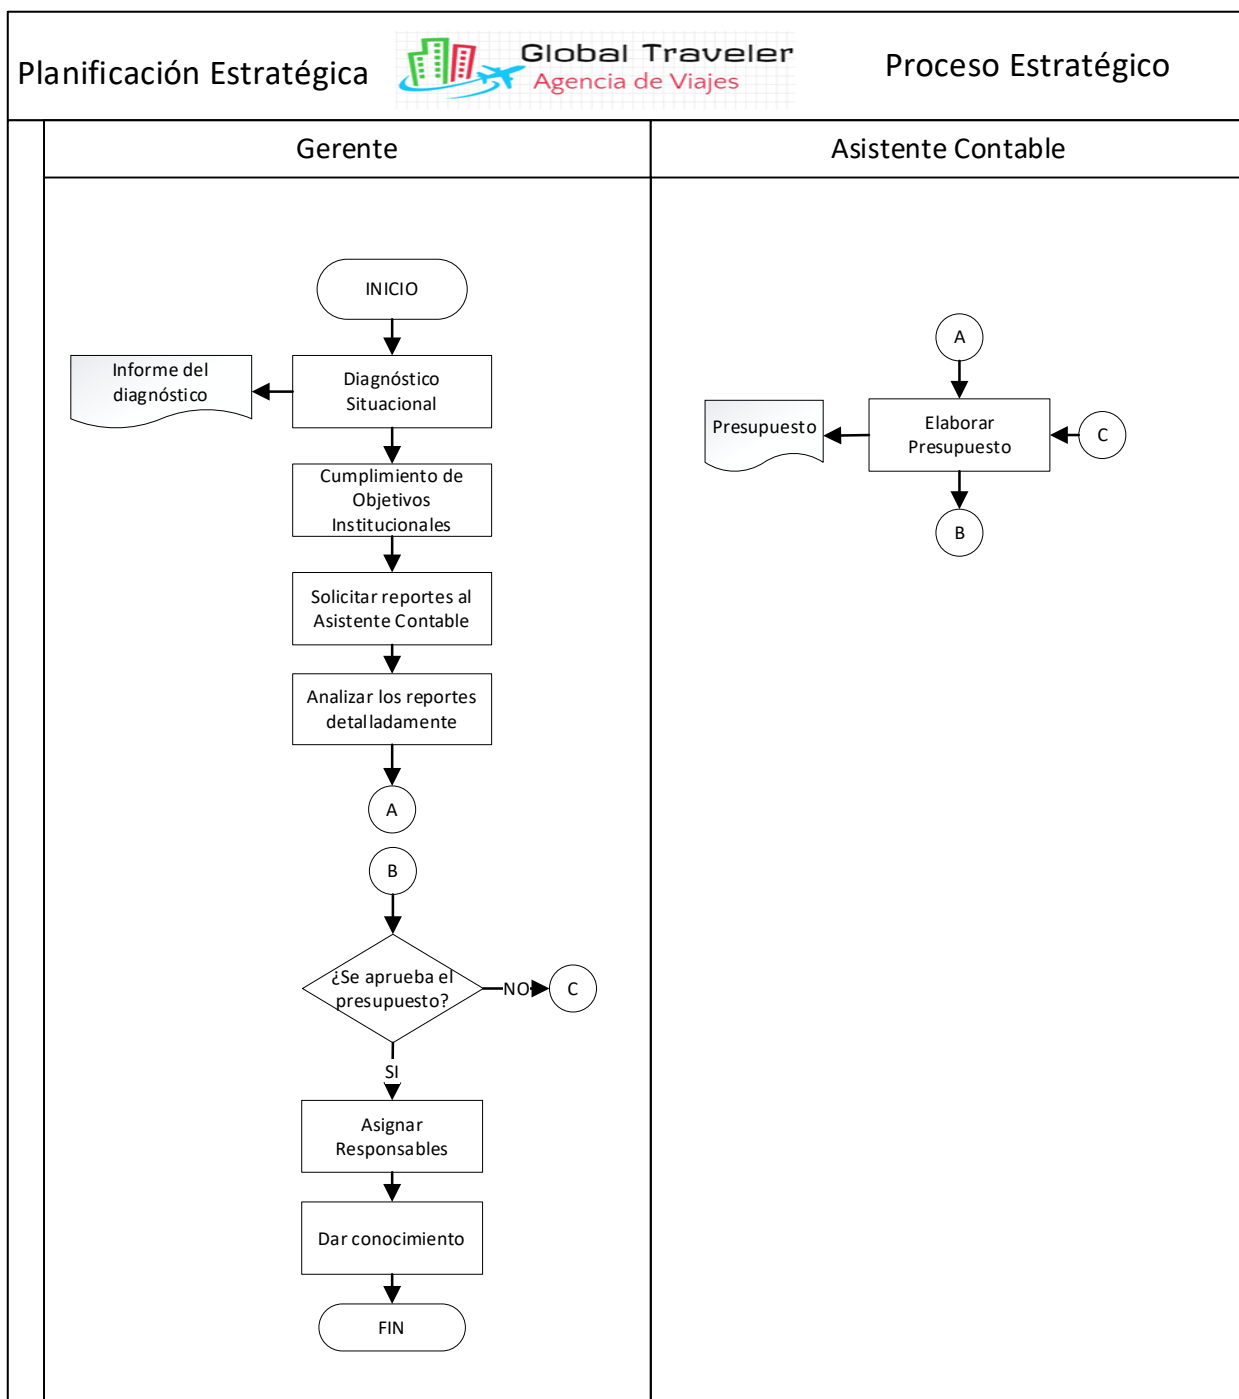 Planificación Estratégica
Global Traveler
Agencia de Viajes
Proceso Estratégico
Gerente
Asistente Contable
INICIO
Informe del
diagnóstico
Diagnóstico
Situacional
Cumplimiento de
Objetivos
Institucionales
Solicitar reportes al
Asistente Contable
Analizar los reportes
detalladamente
A
B
¿Se aprueba el
presupuesto?
NO
C
SI
Asignar
Responsables
Dar conocimiento
FIN
A
Presupuesto
Elaborar
Presupuesto
C
B